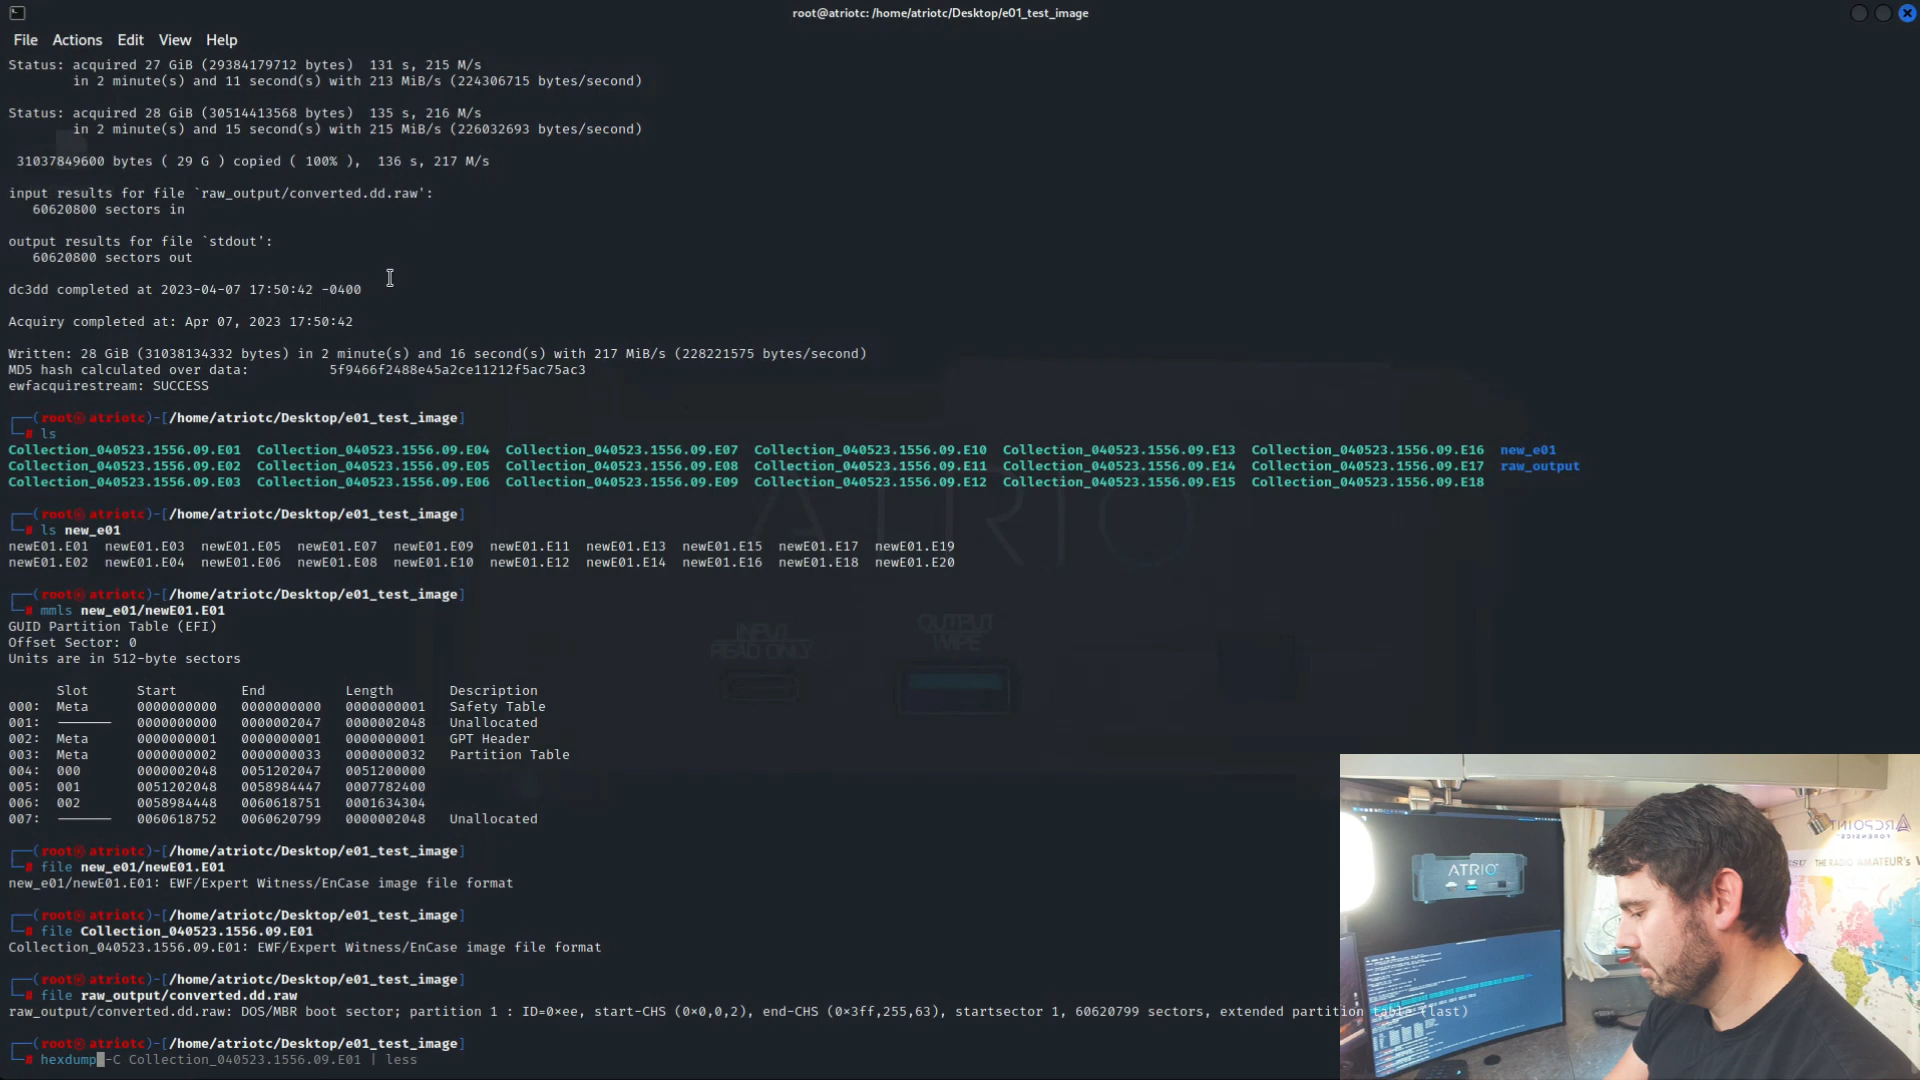 root@atriotc: /home/atriotc/Desktop/e01_test_image
File Actions Edit View Help
Status: acquired 27 GiB (29384179712 bytes) 131 s, 215 M/s
in 2 minute(s) and 11 second(s) with 213 MiB/s (224306715 bytes/second)
Status: acquired 28 GiB (30514413568 bytes) 135 s, 216 M/s
in 2 minute(s) and 15 second(s) with 215 MiB/s (226032693 bytes/second)
31037849600 bytes ( 29 G ) copied ( 100% ), 136 s, 217 M/s
input results for file `raw_output/converted.dd.raw':
60620800 sectors in
output results for file `stdout':
60620800 sectors out
dc3dd completed at 2023-04-07 17:50:42 -0400
Acquiry completed at: Apr 07, 2023 17:50:42
Written: 28 GiB (31038134332 bytes) in 2 minute(s) and 16 second(s) with 217 MiB/s (228221575 bytes/second)
MD5 hash calculated over data: 5f9466f2488e45a2ce11212f5ac75ac3
ewfacquirestream: SUCCESS
┌──(root㉿atriotc)-[/home/atriotc/Desktop/e01_test_image]
└─# ls
Collection_040523.1556.09.E01 Collection_040523.1556.09.E04 Collection_040523.1556.09.E07 Collection_040523.1556.09.E10 Collection_040523.1556.09.E13 Collection_040523.1556.09.E16 new_e01
Collection_040523.1556.09.E02 Collection_040523.1556.09.E05 Collection_040523.1556.09.E08 Collection_040523.1556.09.E11 Collection_040523.1556.09.E14 Collection_040523.1556.09.E17 raw_output
Collection_040523.1556.09.E03 Collection_040523.1556.09.E06 Collection_040523.1556.09.E09 Collection_040523.1556.09.E12 Collection_040523.1556.09.E15 Collection_040523.1556.09.E18
┌──(root㉿atriotc)-[/home/atriotc/Desktop/e01_test_image]
└─# ls new_e01
newE01.E01 newE01.E03 newE01.E05 newE01.E07 newE01.E09 newE01.E11 newE01.E13 newE01.E15 newE01.E17 newE01.E19
newE01.E02 newE01.E04 newE01.E06 newE01.E08 newE01.E10 newE01.E12 newE01.E14 newE01.E16 newE01.E18 newE01.E20
┌──(root㉿atriotc)-[/home/atriotc/Desktop/e01_test_image]
└─# mmls new_e01/newE01.E01
GUID Partition Table (EFI)
Offset Sector: 0
Units are in 512-byte sectors
Slot Start End Length Description
000: Meta 0000000000 0000000000 0000000001 Safety Table
001: ------- 0000000000 0000002047 0000002048 Unallocated
002: Meta 0000000001 0000000001 0000000001 GPT Header
003: Meta 0000000002 0000000033 0000000032 Partition Table
004: 000 0000002048 0051202047 0051200000
005: 001 0051202048 0058984447 0007782400
006: 002 0058984448 0060618751 0001634304
007: ------- 0060618752 0060620799 0000002048 Unallocated
┌──(root㉿atriotc)-[/home/atriotc/Desktop/e01_test_image]
└─# file new_e01/newE01.E01
new_e01/newE01.E01: EWF/Expert Witness/EnCase image file format
┌──(root㉿atriotc)-[/home/atriotc/Desktop/e01_test_image]
└─# file Collection_040523.1556.09.E01
Collection_040523.1556.09.E01: EWF/Expert Witness/EnCase image file format
┌──(root㉿atriotc)-[/home/atriotc/Desktop/e01_test_image]
└─# file raw_output/converted.dd.raw
raw_output/converted.dd.raw: DOS/MBR boot sector; partition 1 : ID=0×ee, start-CHS (0×0,0,2), end-CHS (0×3ff,255,63), startsector 1, 60620799 sectors, extended partition table (last)
┌──(root㉿atriotc)-[/home/atriotc/Desktop/e01_test_image]
└─# hexdump -C Collection_040523.1556.09.E01 | less
ATRIO
INPUT
READ ONLY
OUTPUT
WIPE
ATRIO
ARCPOINT
FORENSICS
THE RADIO AMATEUR'S